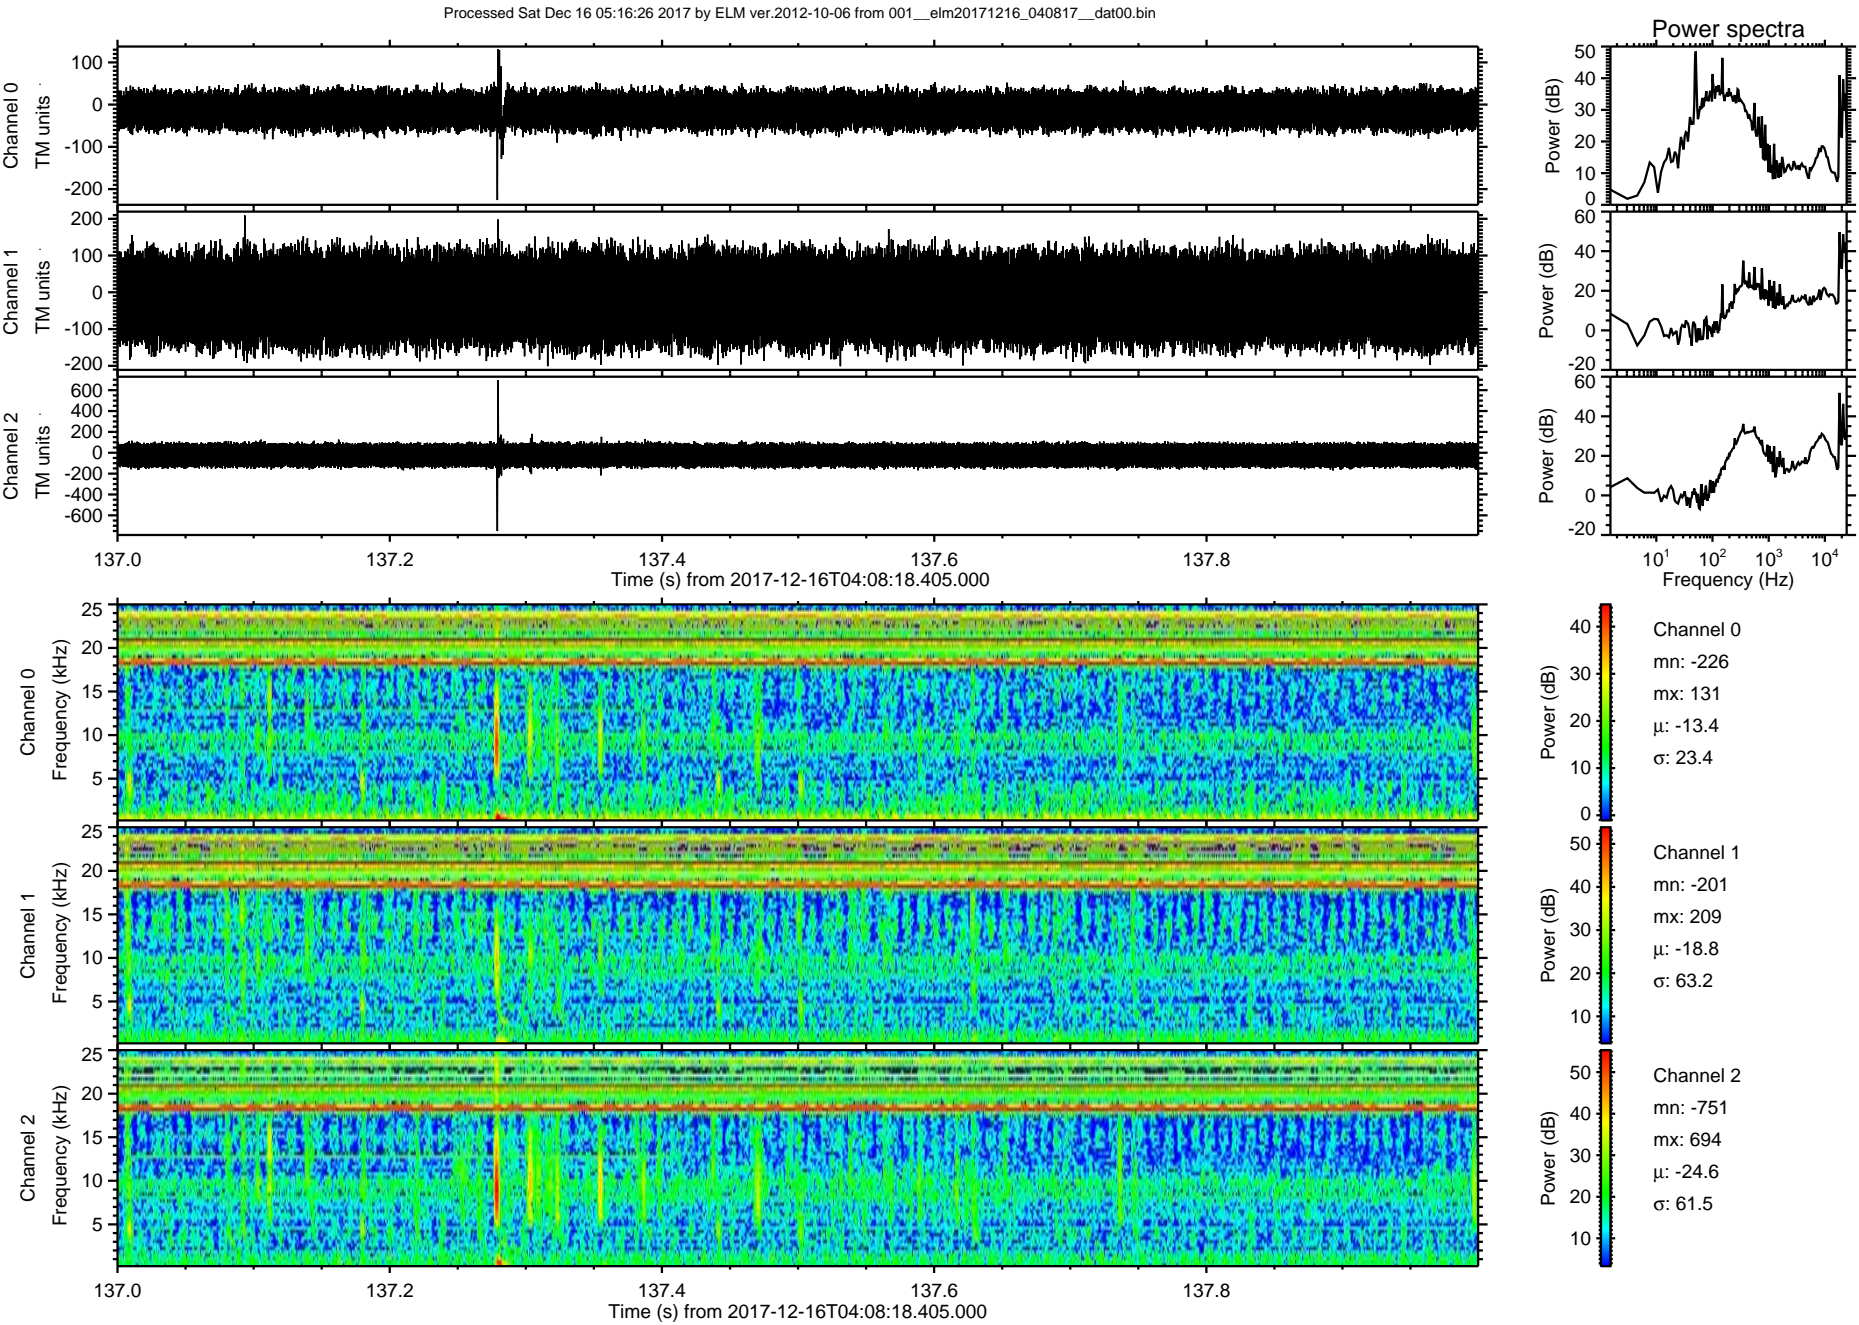 Processed Sat Dec 16 05:16:26 2017 by ELM ver.2012-10-06 from 001__elm20171216_040817__dat00.bin
Power spectra
Channel 0
TM units
100
0
-100
-200
Power (dB)
50
40
30
20
10
0
Channel 1
TM units
200
100
0
-100
-200
Power (dB)
60
40
20
0
-20
Channel 2
TM units
600
400
200
0
-200
-400
-600
Power (dB)
60
40
20
0
-20
137.0 137.2 137.4 137.6 137.8
Time (s) from 2017-12-16T04:08:18.405.000
10^1 10^2 10^3 10^4
Frequency (Hz)
Channel 0
Frequency (kHz)
25
20
15
10
5
Power (dB)
40
30
20
10
0
Channel 0
mn: -226
mx: 131
μ: -13.4
σ: 23.4
Channel 1
Frequency (kHz)
25
20
15
10
5
Power (dB)
50
40
30
20
10
Channel 1
mn: -201
mx: 209
μ: -18.8
σ: 63.2
Channel 2
Frequency (kHz)
25
20
15
10
5
Power (dB)
50
40
30
20
10
Channel 2
mn: -751
mx: 694
μ: -24.6
σ: 61.5
137.0 137.2 137.4 137.6 137.8
Time (s) from 2017-12-16T04:08:18.405.000